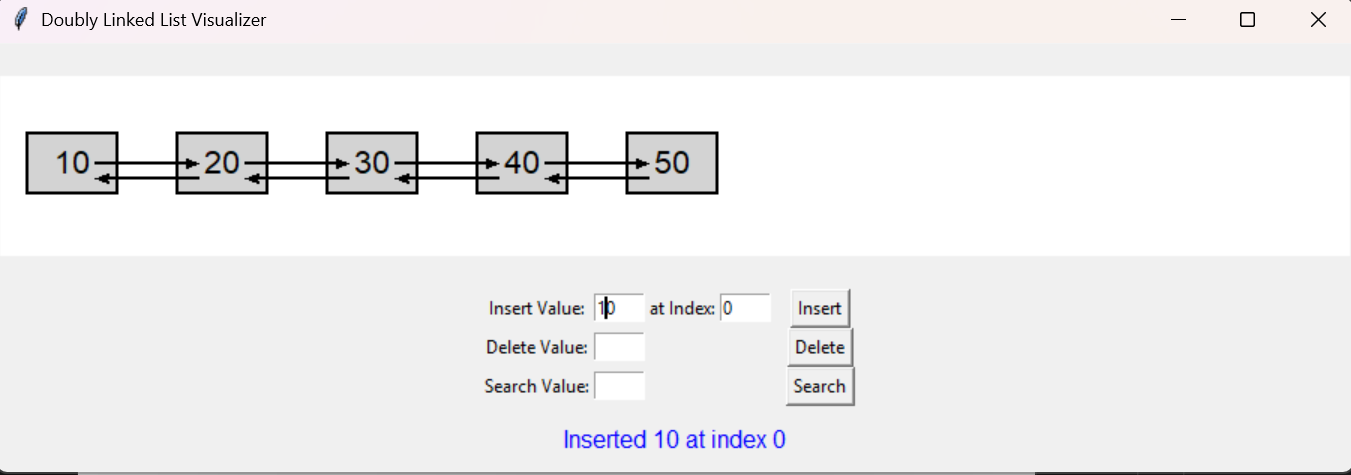 Doubly Linked List Visualizer
10 20 30 40 50
Insert Value: 10 at Index: 0 Insert
Delete Value: Delete
Search Value: Search
Inserted 10 at index 0